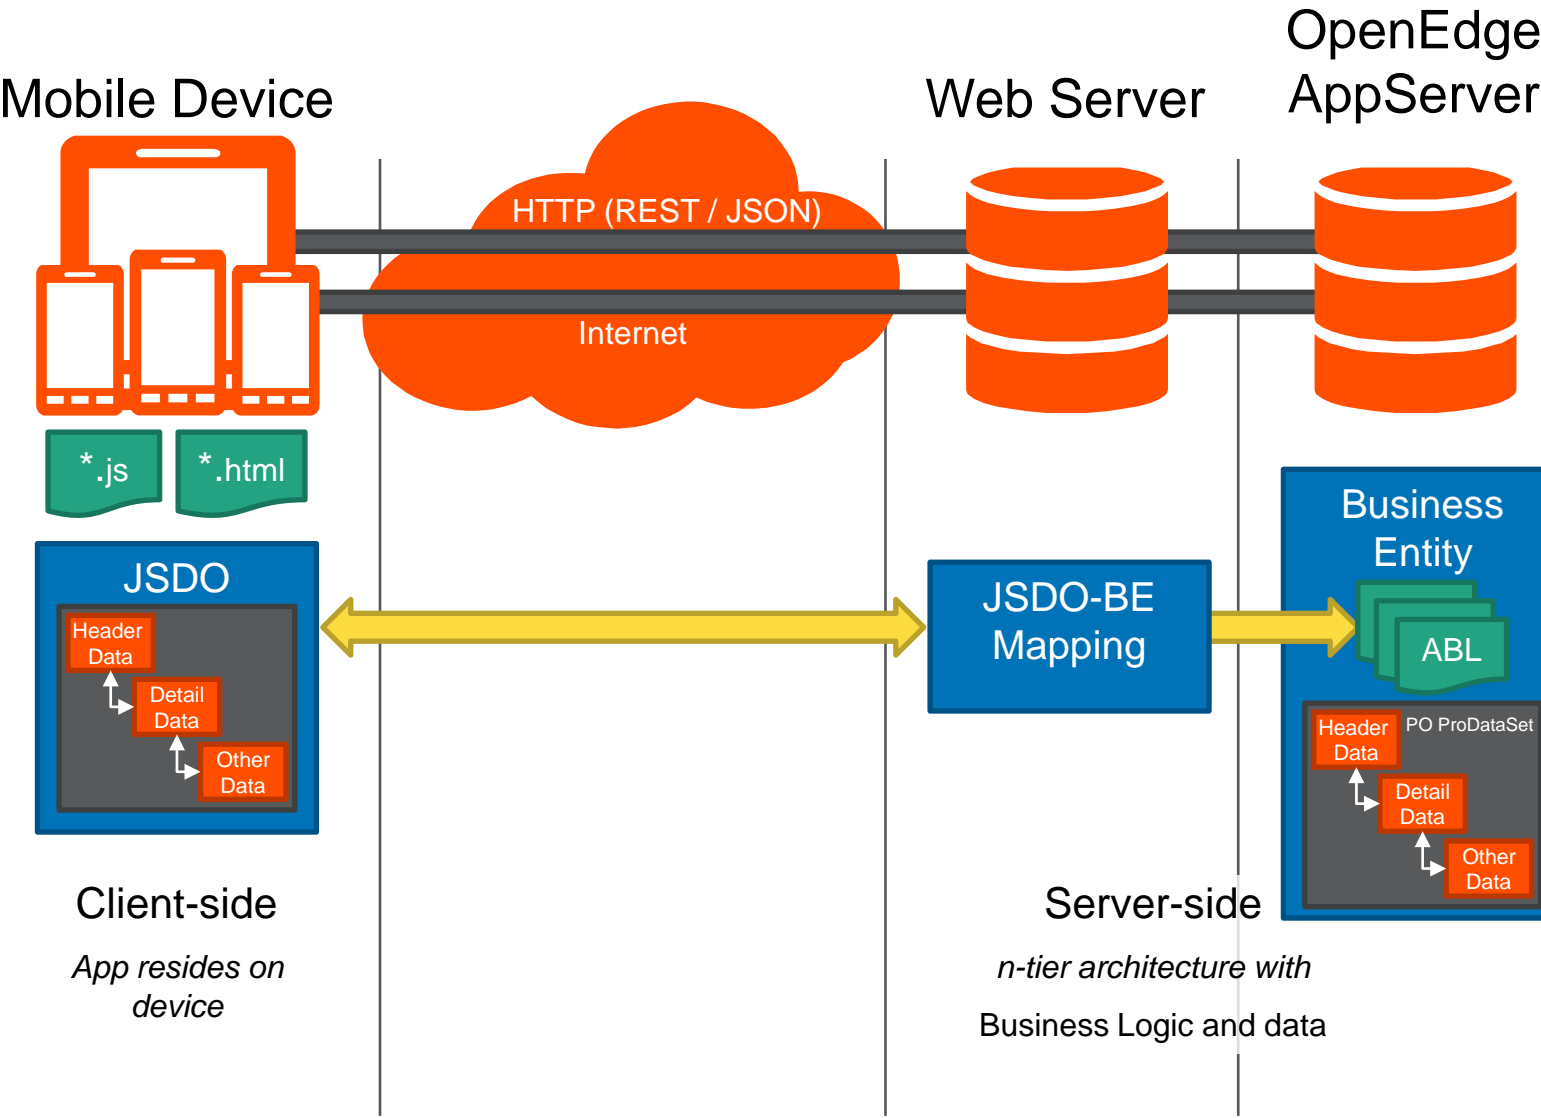 Mobile Device
Web Server
OpenEdge
AppServer
HTTP (REST / JSON)
Internet
*.js
*.html
JSDO
Header
Data
Detail
Data
Other
Data
JSDO-BE
Mapping
Business
Entity
ABL
PO ProDataSet
Header
Data
Detail
Data
Other
Data
Client-side
App resides on
device
Server-side
n-tier architecture with
Business Logic and data